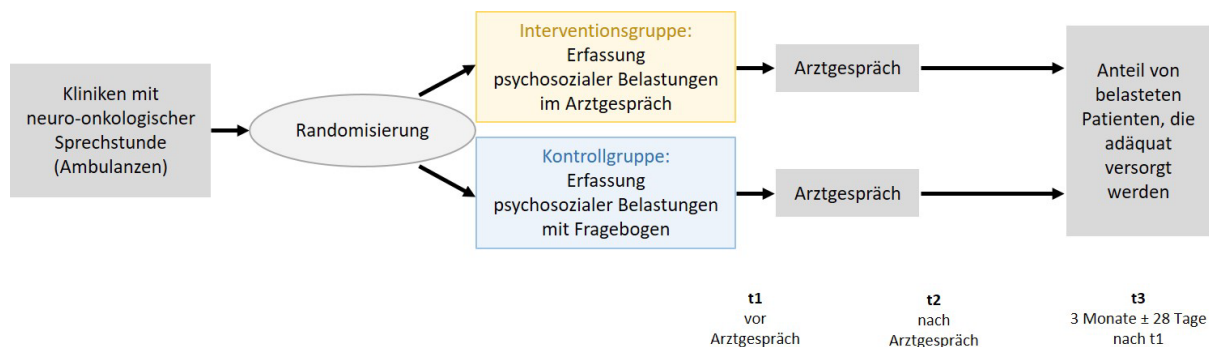 Kliniken mit
neuro-onkologischer
Sprechstunde
(Ambulanzen)
Randomisierung
Interventionsgruppe:
Erfassung
psychosozialer Belastungen
im Arztgespräch
Kontrollgruppe:
Erfassung
psychosozialer Belastungen
mit Fragebogen
Arztgespräch
Arztgespräch
Anteil von
belasteten
Patienten, die
adäquat
versorgt
werden
t1
vor
Arztgespräch
t2
nach
Arztgespräch
t3
3 Monate ± 28 Tage
nach t1